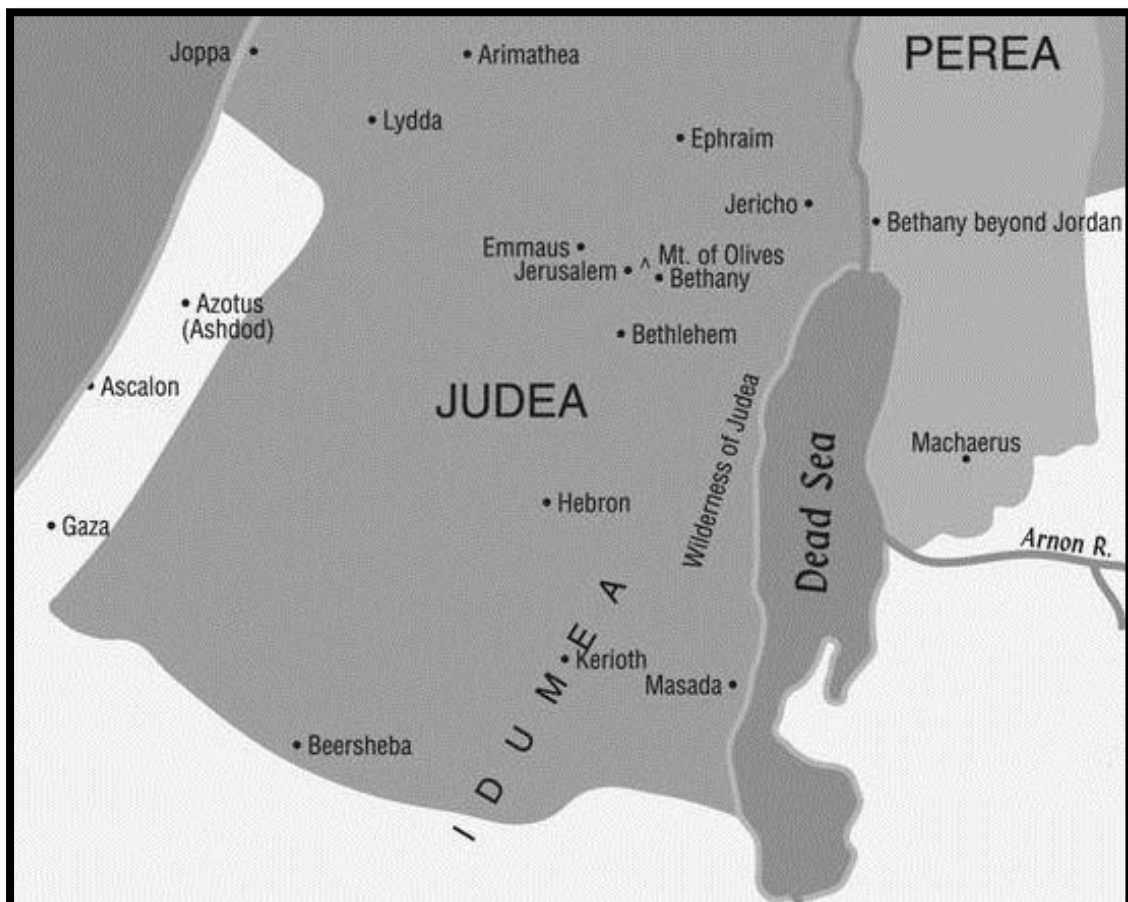 PEREA
Joppa
Arimathea
Lydda
Ephraim
Jericho
Bethany beyond Jordan
Emmaus
Mt. of Olives
Jerusalem
^
Bethany
Azotus
(Ashdod)
Bethlehem
Ascalon
JUDEA
Wilderness of Judea
Dead Sea
Machaerus
Hebron
Gaza
Arnon R.
IDUMEA
Kerioth
Masada
Beersheba